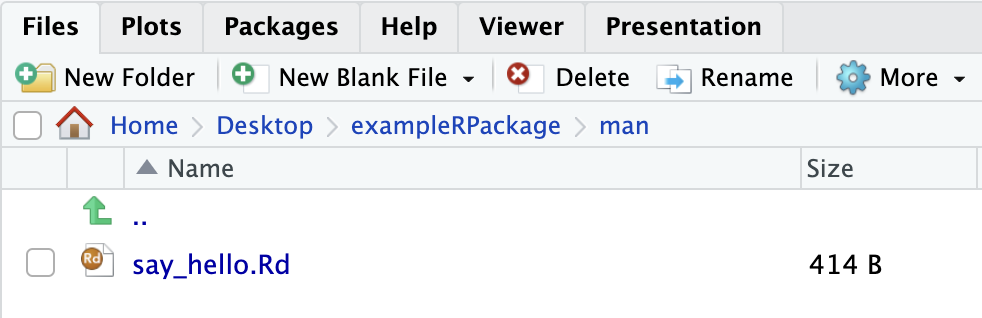 Files Plots Packages Help Viewer Presentation
New Folder New Blank File Delete Rename More
Home Desktop exampleRPackage man
Name Size
..
Rd say_hello.Rd 414 B